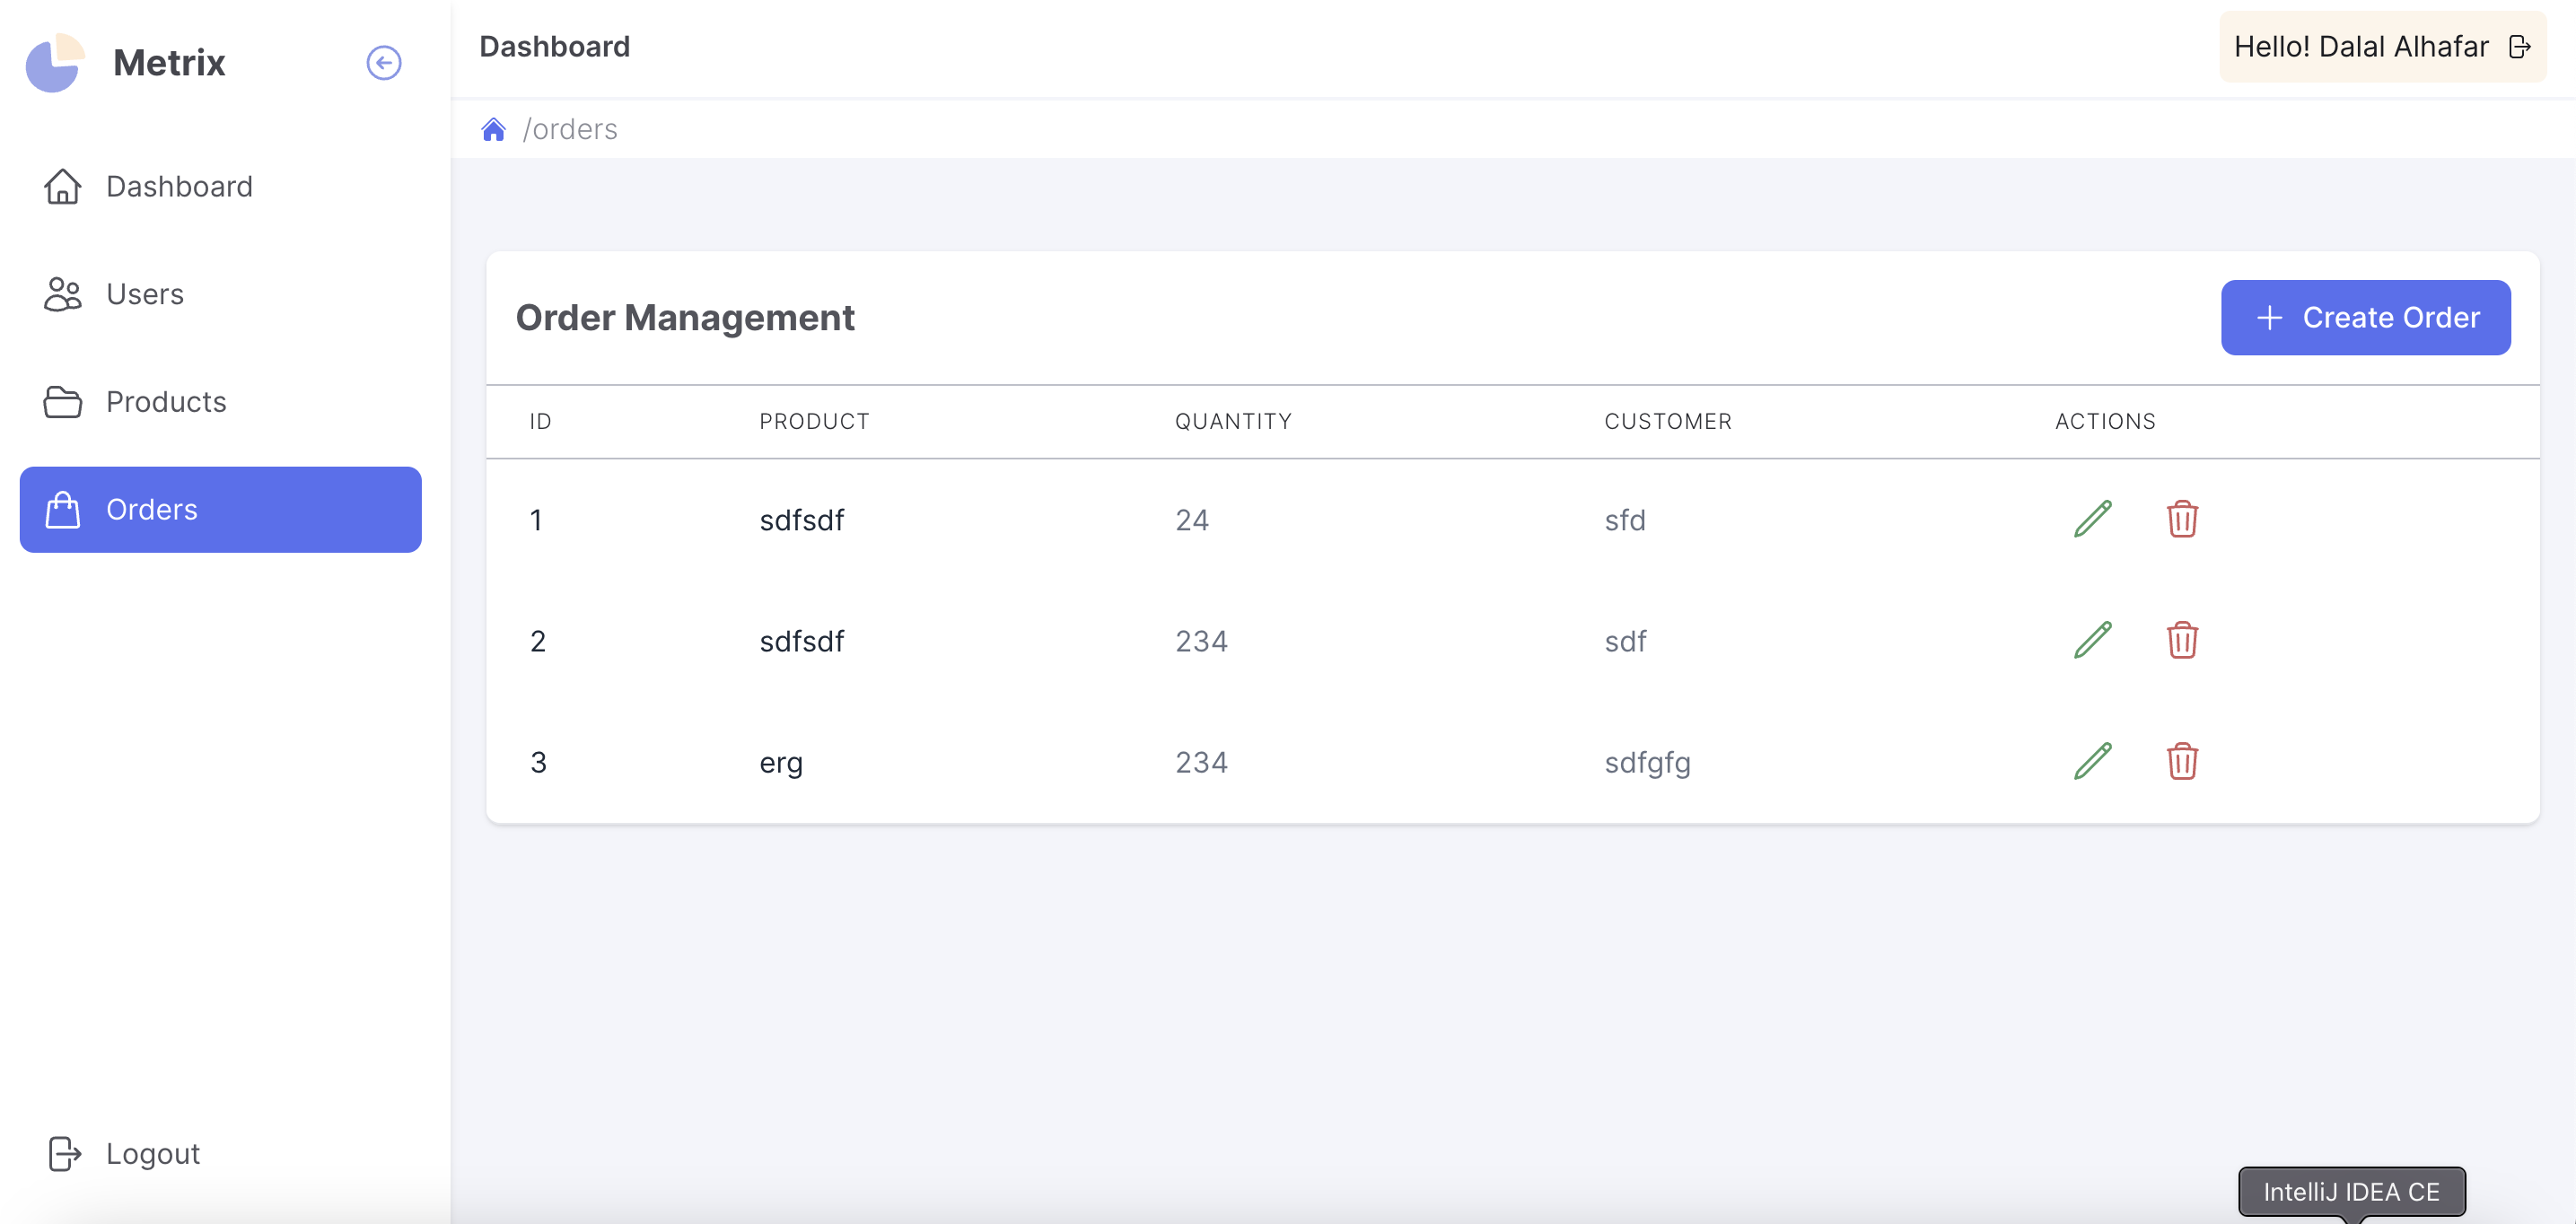 Metrix
Dashboard
Users
Products
Orders
Logout
Dashboard
Hello! Dalal Alhafar
/orders
Order Management
Create Order
ID PRODUCT QUANTITY CUSTOMER ACTIONS
1 sdfsdf 24 sfd
2 sdfsdf 234 sdf
3 erg 234 sdfgfg
IntelliJ IDEA CE